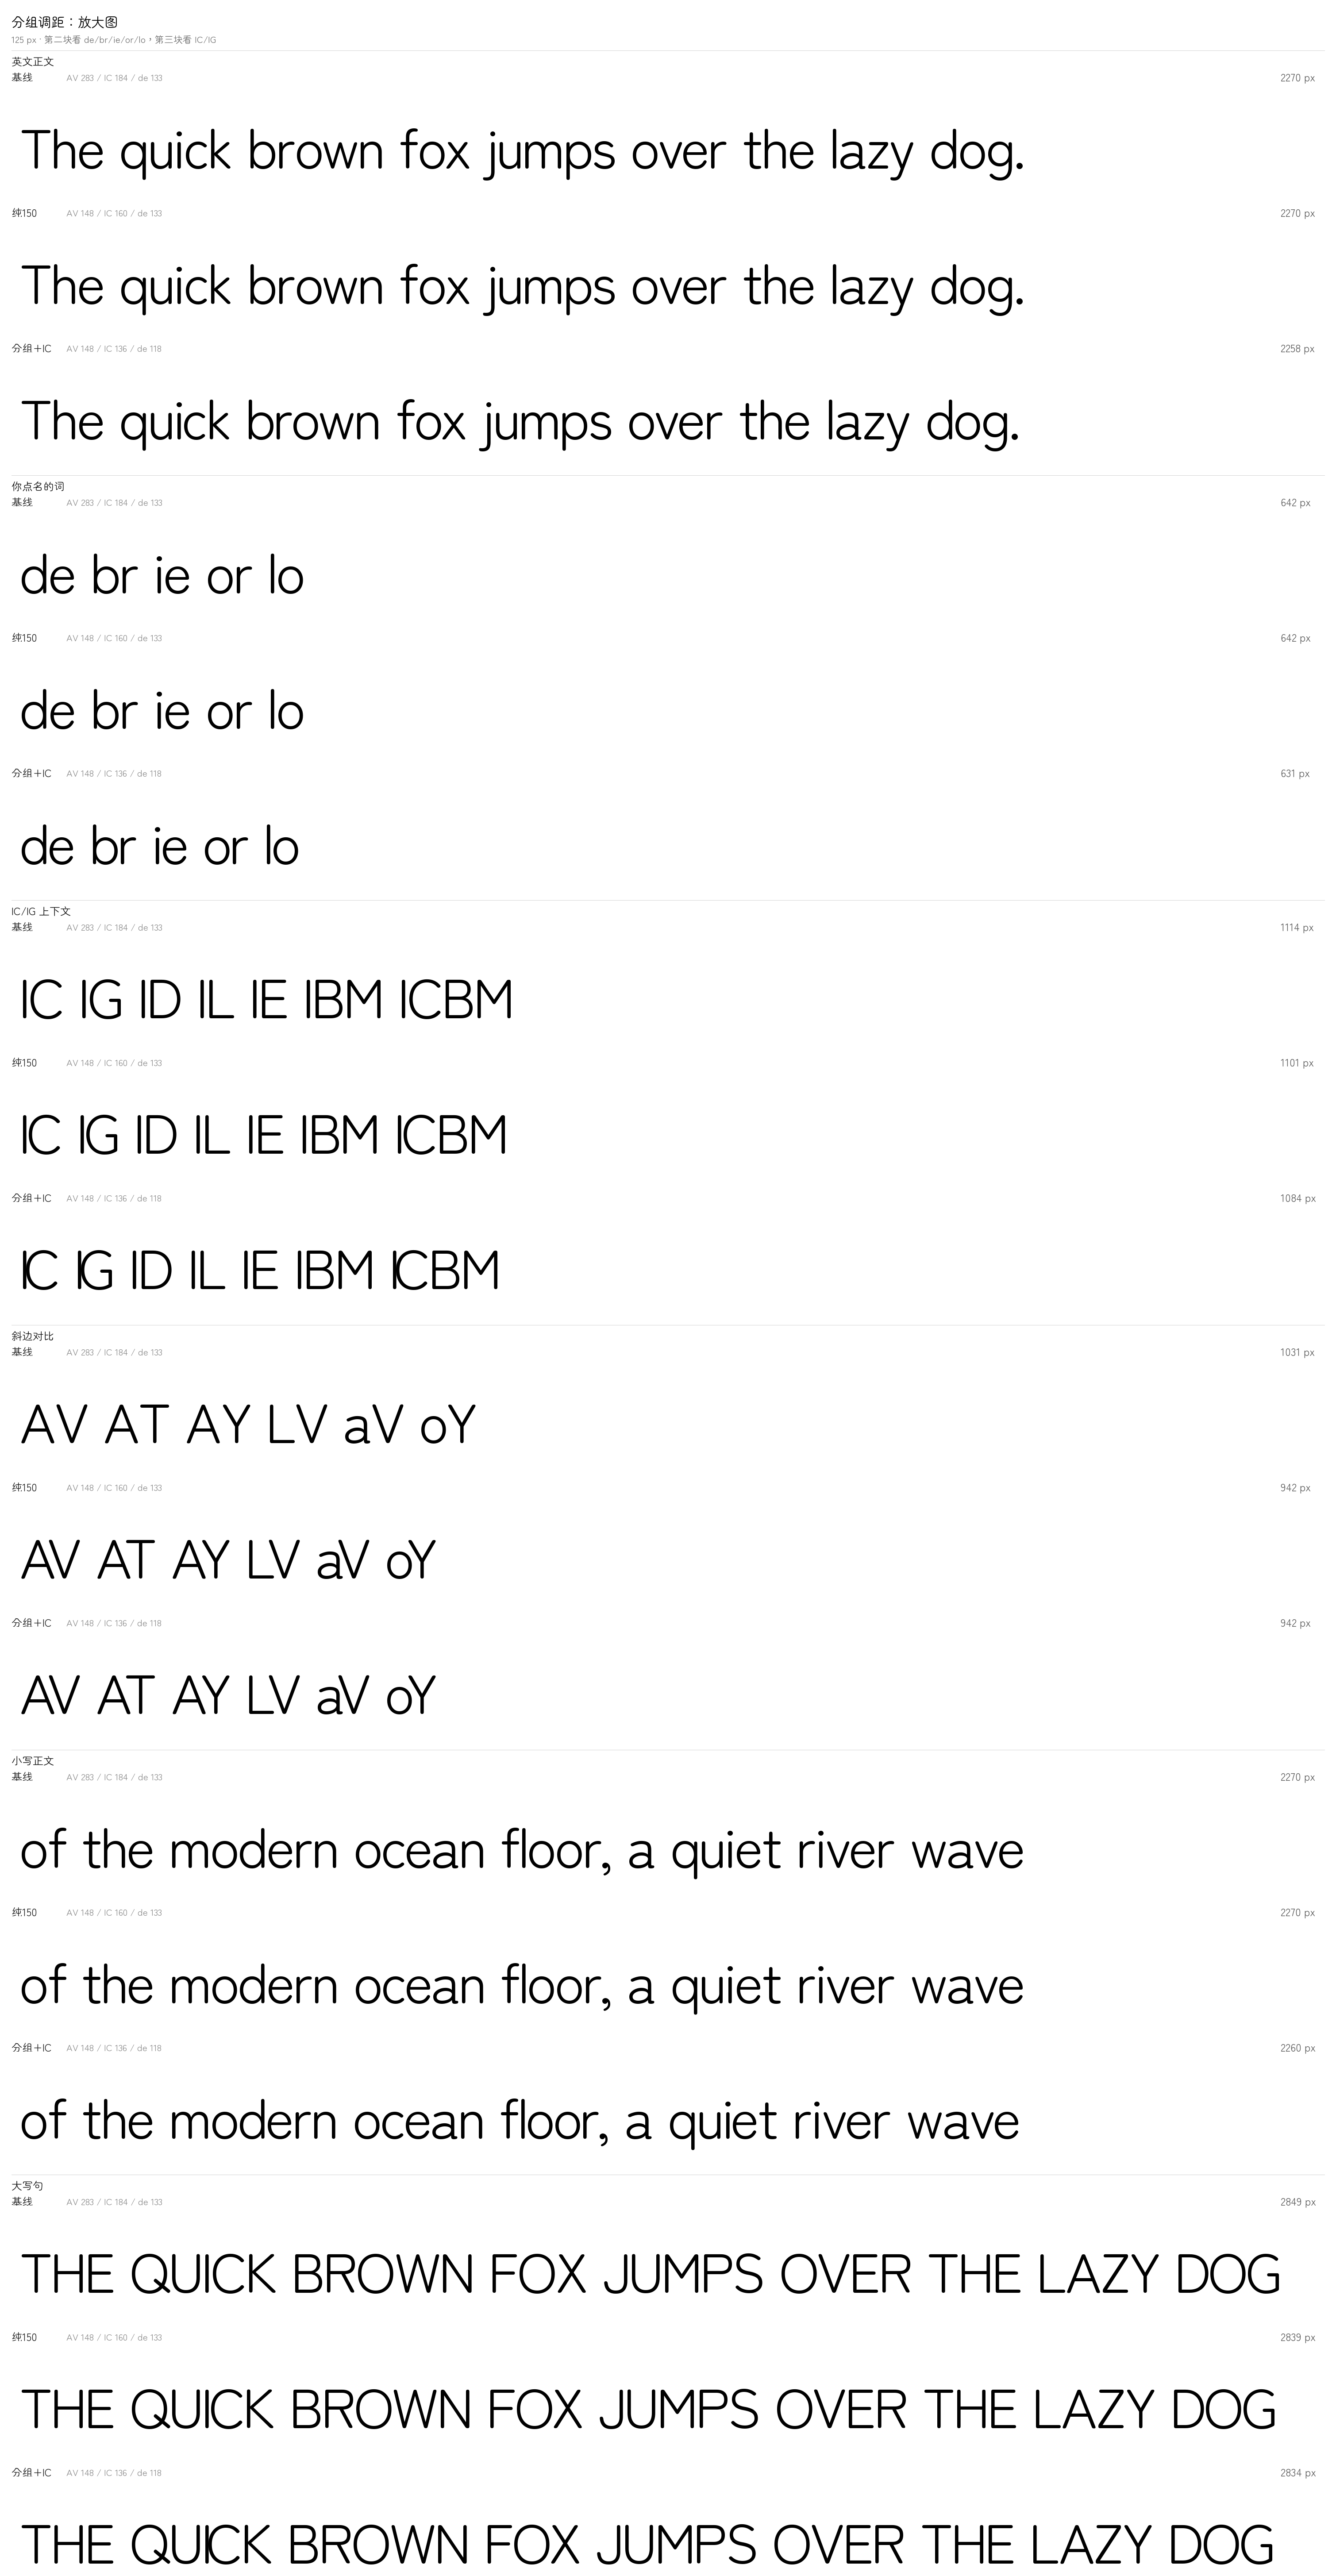 分组调距：放大图
125 px · 第二块看 de/br/ie/or/lo，第三块看 IC/IG
英文正文
基线 AV 283 / IC 184 / de 133 2270 px
The quick brown fox jumps over the lazy dog.
纯150 AV 148 / IC 160 / de 133 2270 px
The quick brown fox jumps over the lazy dog.
分组+IC AV 148 / IC 136 / de 118 2258 px
The quick brown fox jumps over the lazy dog.
你点名的词
基线 AV 283 / IC 184 / de 133 642 px
de br ie or lo
纯150 AV 148 / IC 160 / de 133 642 px
de br ie or lo
分组+IC AV 148 / IC 136 / de 118 631 px
de br ie or lo
IC/IG 上下文
基线 AV 283 / IC 184 / de 133 1114 px
IC IG ID IL IE IBM ICBM
纯150 AV 148 / IC 160 / de 133 1101 px
IC IG ID IL IE IBM ICBM
分组+IC AV 148 / IC 136 / de 118 1084 px
IC IG ID IL IE IBM ICBM
斜边对比
基线 AV 283 / IC 184 / de 133 1031 px
AV AT AY LV aV oY
纯150 AV 148 / IC 160 / de 133 942 px
AV AT AY LV aV oY
分组+IC AV 148 / IC 136 / de 118 942 px
AV AT AY LV aV oY
小写正文
基线 AV 283 / IC 184 / de 133 2270 px
of the modern ocean floor, a quiet river wave
纯150 AV 148 / IC 160 / de 133 2270 px
of the modern ocean floor, a quiet river wave
分组+IC AV 148 / IC 136 / de 118 2260 px
of the modern ocean floor, a quiet river wave
大写句
基线 AV 283 / IC 184 / de 133 2849 px
THE QUICK BROWN FOX JUMPS OVER THE LAZY DOG
纯150 AV 148 / IC 160 / de 133 2839 px
THE QUICK BROWN FOX JUMPS OVER THE LAZY DOG
分组+IC AV 148 / IC 136 / de 118 2834 px
THE QUICK BROWN FOX JUMPS OVER THE LAZY DOG